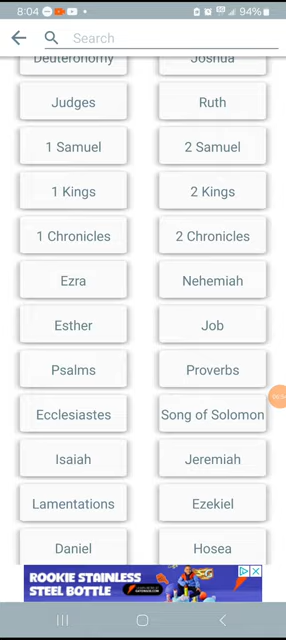 8:04 94%
Search
Deuteronomy Joshua
Judges Ruth
1 Samuel 2 Samuel
1 Kings 2 Kings
1 Chronicles 2 Chronicles
Ezra Nehemiah
Esther Job
Psalms Proverbs
Ecclesiastes Song of Solomon
Isaiah Jeremiah
Lamentations Ezekiel
Daniel Hosea
ROOKIE STAINLESS
STEEL BOTTLE